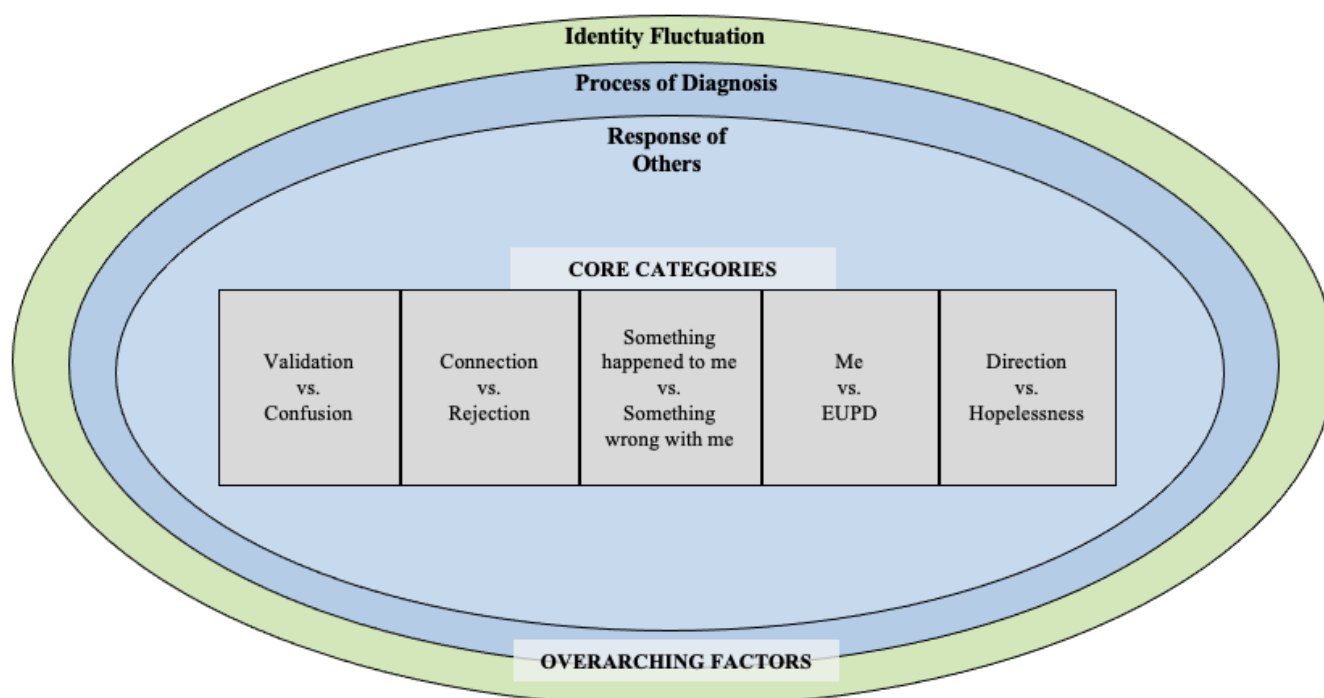 Identity Fluctuation
Process of Diagnosis
Response of
Others
CORE CATEGORIES
Validation
vs.
Confusion
Connection
vs.
Rejection
Something
happened to me
vs.
Something
wrong with me
Me
vs.
EUPD
Direction
vs.
Hopelessness
OVERARCHING FACTORS